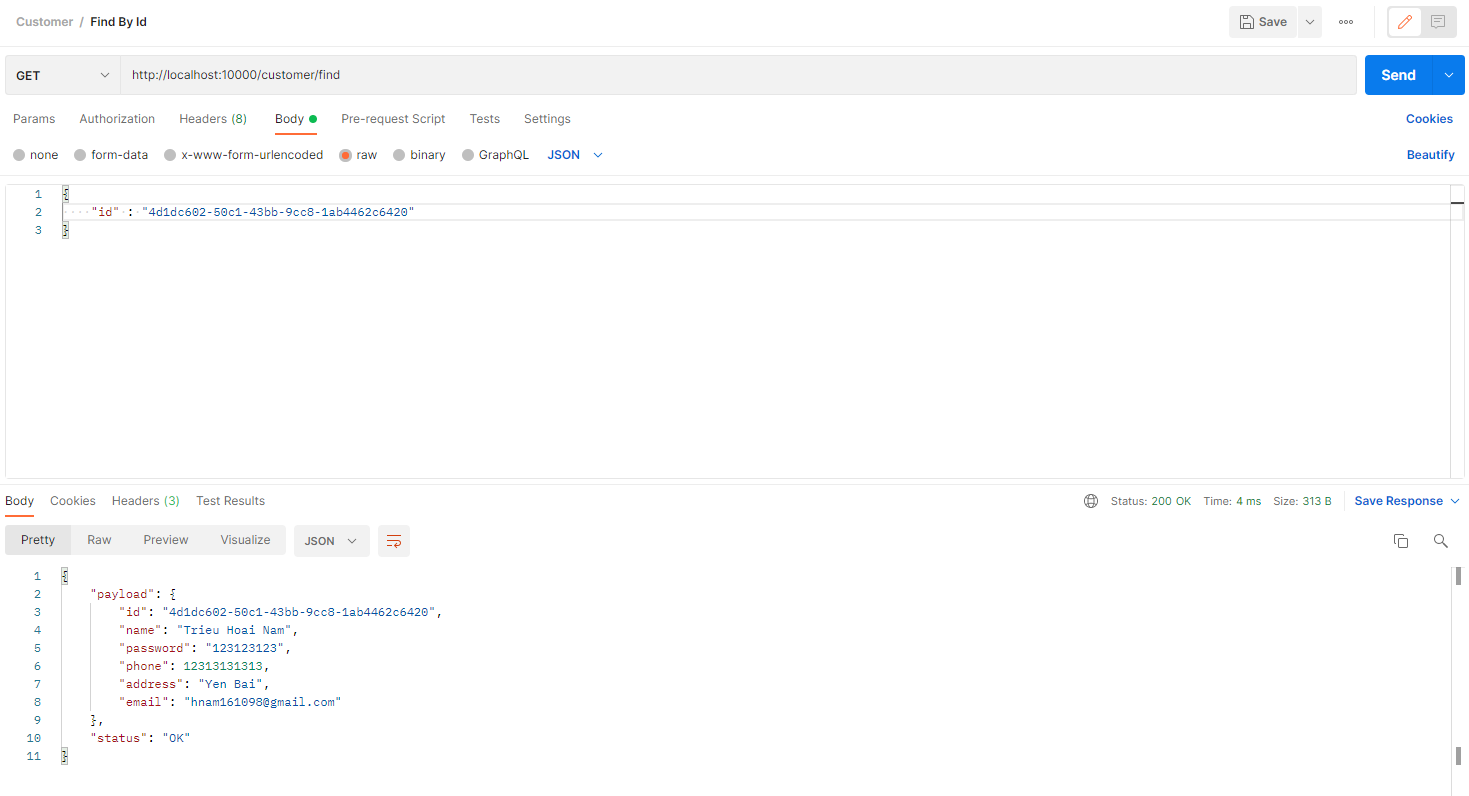 Customer / Find By Id
Save
GET
http://localhost:10000/customer/find
Send
Params Authorization Headers (8) Body Pre-request Script Tests Settings Cookies
none form-data x-www-form-urlencoded raw binary GraphQL JSON Beautify
1 {
2 ····"id"·:·"4d1dc602-50c1-43bb-9cc8-1ab4462c6420"
3 }
Body Cookies Headers (3) Test Results Status: 200 OK Time: 4 ms Size: 313 B Save Response
Pretty Raw Preview Visualize JSON
1 {
2 "payload": {
3 "id": "4d1dc602-50c1-43bb-9cc8-1ab4462c6420",
4 "name": "Trieu Hoai Nam",
5 "password": "123123123",
6 "phone": 12313131313,
7 "address": "Yen Bai",
8 "email": "hnam161098@gmail.com"
9 },
10 "status": "OK"
11 }